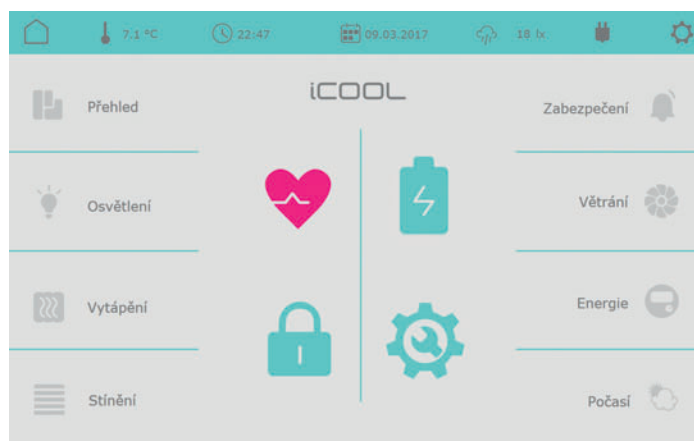 7.1 °C
22:47
09.03.2017
18 lx
iCOOL
Přehled
Osvětlení
Vytápění
Stínění
Zabezpečení
Větrání
Energie
Počasí